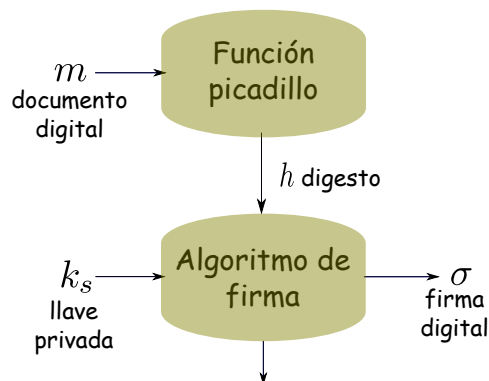 Función
picadillo
m
documento
digital
h digesto
Algoritmo de
firma
k_s
llave
privada
σ
firma
digital